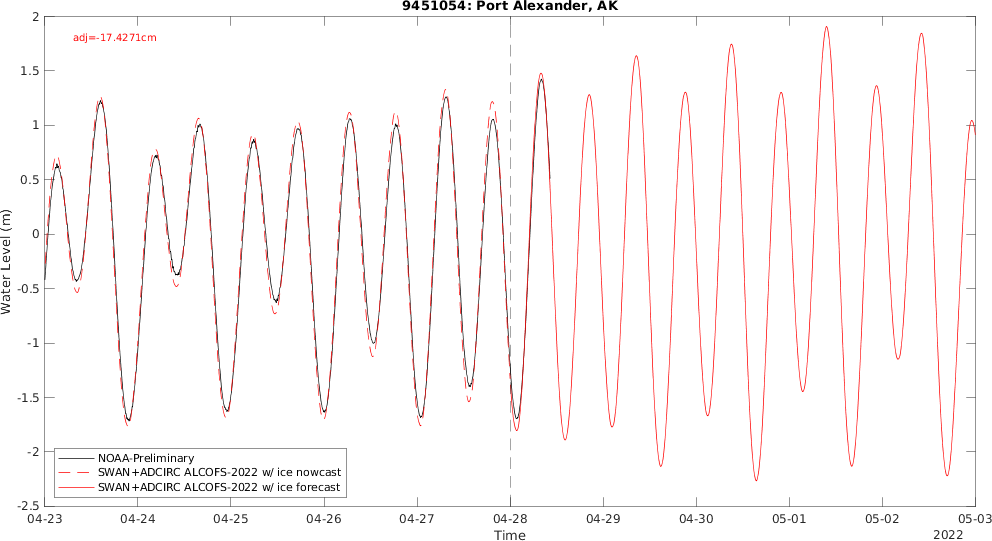 9451054: Port Alexander, AK
adj=-17.4271cm
2
1.5
1
0.5
0
-0.5
-1
-1.5
-2
-2.5
Water Level (m)
NOAA-Preliminary
SWAN+ADCIRC ALCOFS-2022 w/ ice nowcast
SWAN+ADCIRC ALCOFS-2022 w/ ice forecast
04-23 04-24 04-25 04-26 04-27 04-28 04-29 04-30 05-01 05-02 05-03
Time
2022